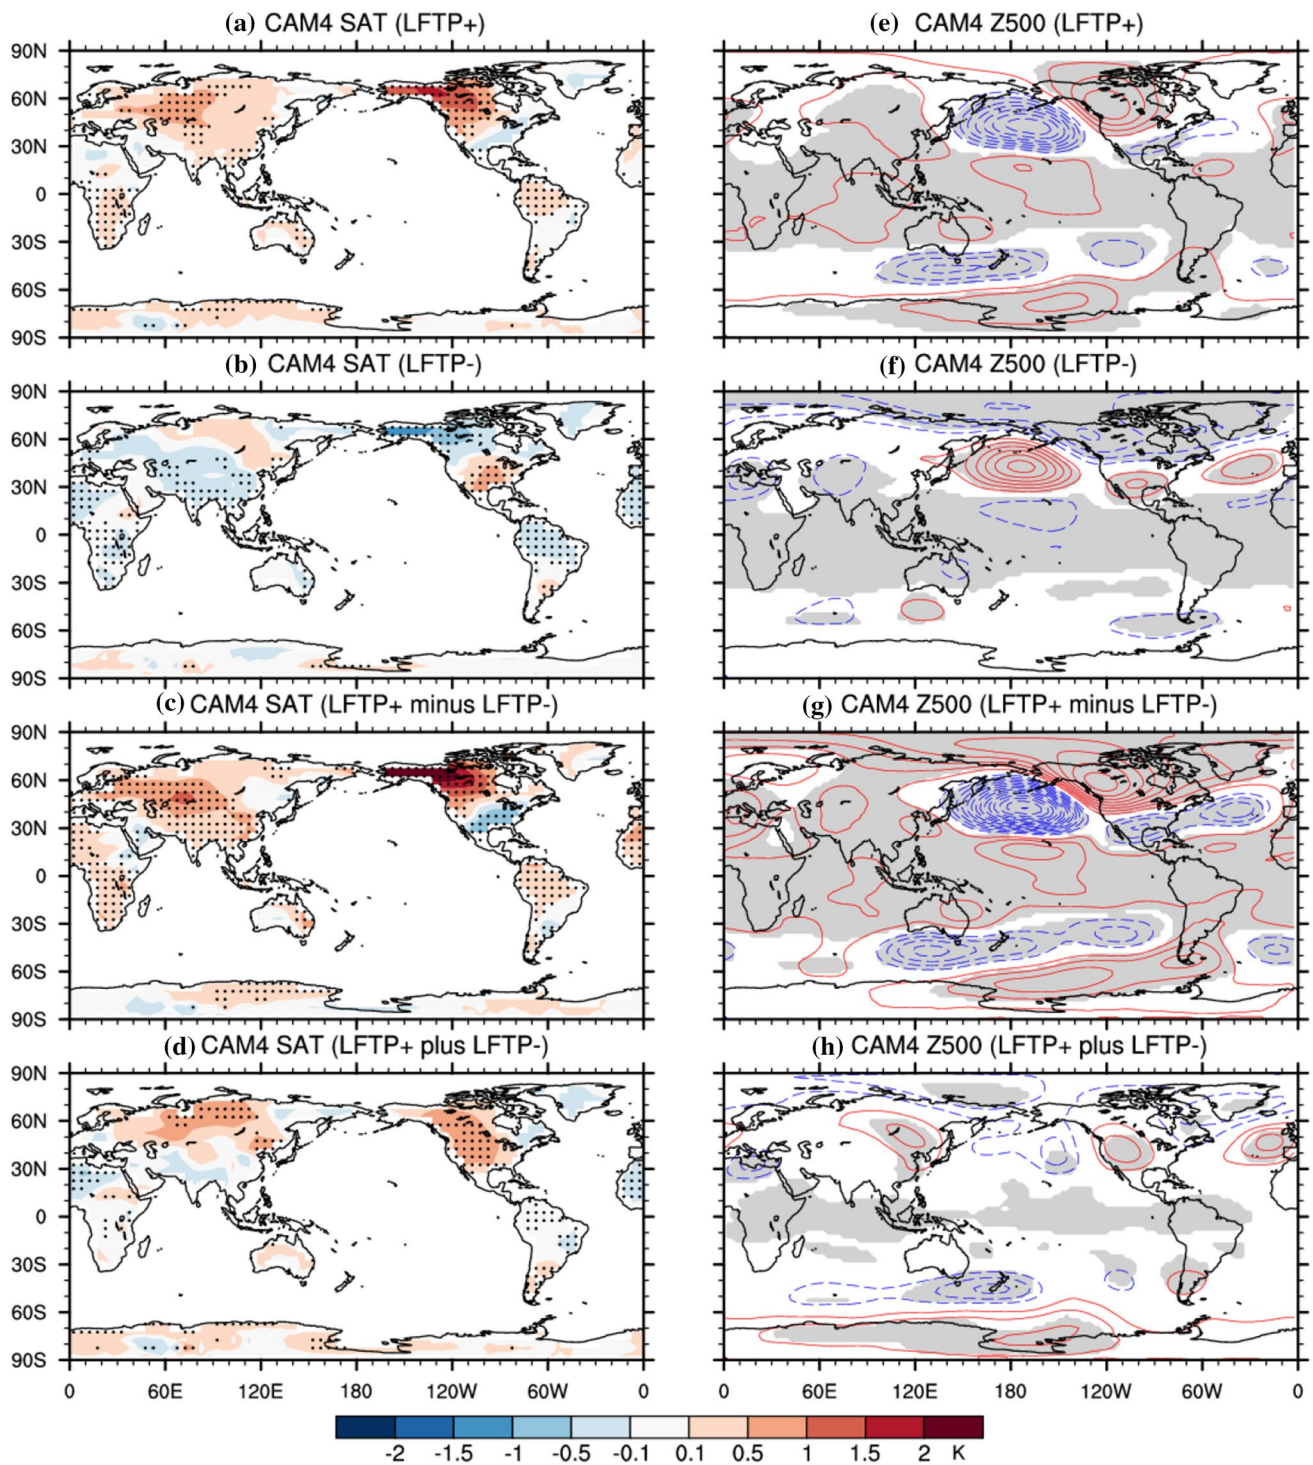 (a) CAM4 SAT (LFTP+)
(e) CAM4 Z500 (LFTP+)
90N
60N
30N
0
30S
60S
90S
(b) CAM4 SAT (LFTP-)
(f) CAM4 Z500 (LFTP-)
90N
60N
30N
0
30S
60S
90S
(c) CAM4 SAT (LFTP+ minus LFTP-)
(g) CAM4 Z500 (LFTP+ minus LFTP-)
90N
60N
30N
0
30S
60S
90S
(d) CAM4 SAT (LFTP+ plus LFTP-)
(h) CAM4 Z500 (LFTP+ plus LFTP-)
90N
60N
30N
0
30S
60S
90S
0 60E 120E 180 120W 60W 0
0 60E 120E 180 120W 60W 0
-2 -1.5 -1 -0.5 -0.1 0.1 0.5 1 1.5 2 K